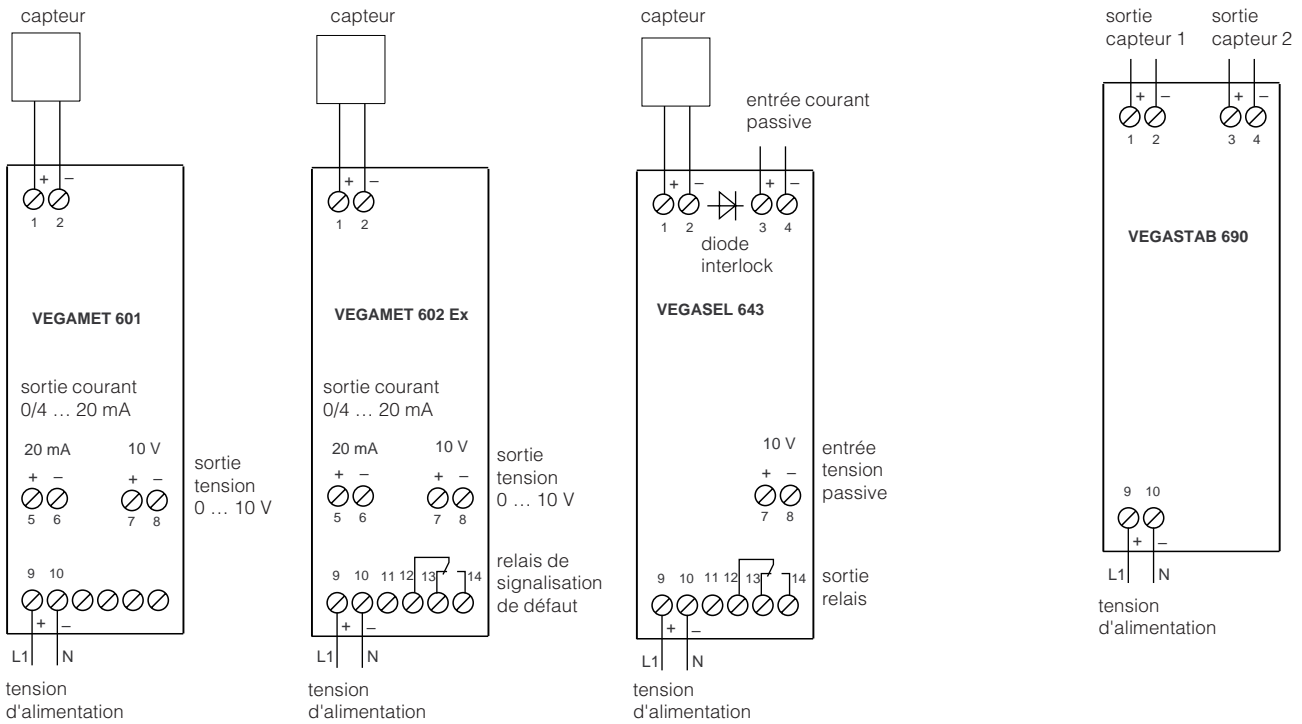 capteur
+ –
1 2
VEGAMET 601
sortie courant
0/4 … 20 mA
20 mA 10 V
+ – + –
5 6 7 8
sortie
tension
0 … 10 V
9 10
+ –
L1 N
tension
d'alimentation
capteur
+ –
1 2
VEGAMET 602 Ex
sortie courant
0/4 … 20 mA
20 mA 10 V
+ – + –
5 6 7 8
sortie
tension
0 … 10 V
relais de
signalisation
de défaut
9 10 11 12 13 14
+ –
L1 N
tension
d'alimentation
capteur
entrée courant
passive
+ – + –
1 2 3 4
diode
interlock
VEGASEL 643
10 V
+ –
7 8
entrée
tension
passive
9 10 11 12 13 14
sortie
relais
+ –
L1 N
tension
d'alimentation
sortie
capteur 1
sortie
capteur 2
+ – + –
1 2 3 4
VEGASTAB 690
9 10
+ –
L1 N
tension
d'alimentation